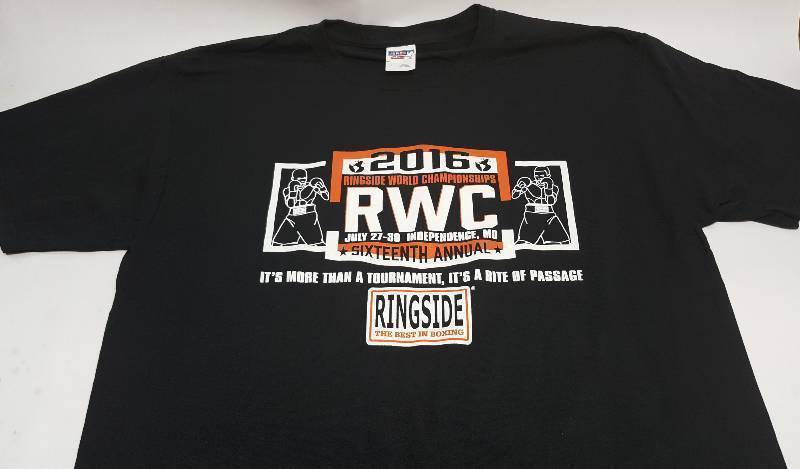 2016
RINGSIDE WORLD CHAMPIONSHIPS
RWC
JULY 27-30 INDEPENDENCE, MO
SIXTEENTH ANNUAL
IT'S MORE THAN A TOURNAMENT, IT'S A RITE OF PASSAGE
RINGSIDE
THE BEST IN BOXING